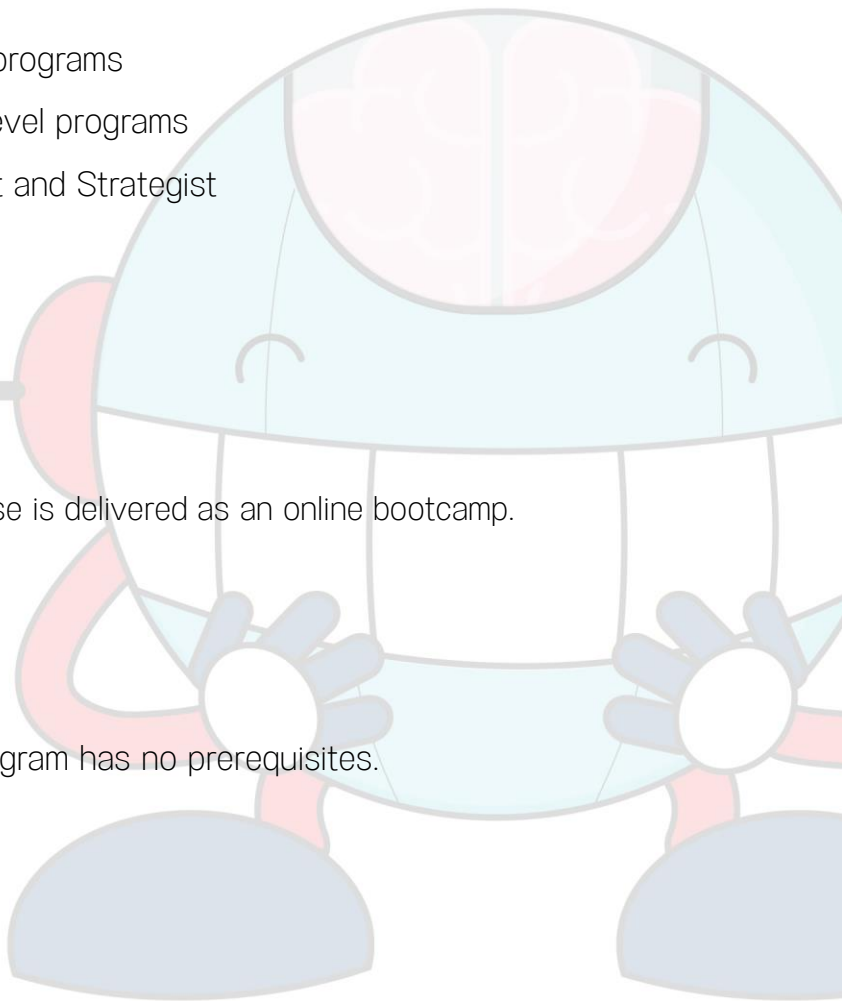 programs
evel programs
and Strategist
se is delivered as an online bootcamp.
gram has no prerequisites.